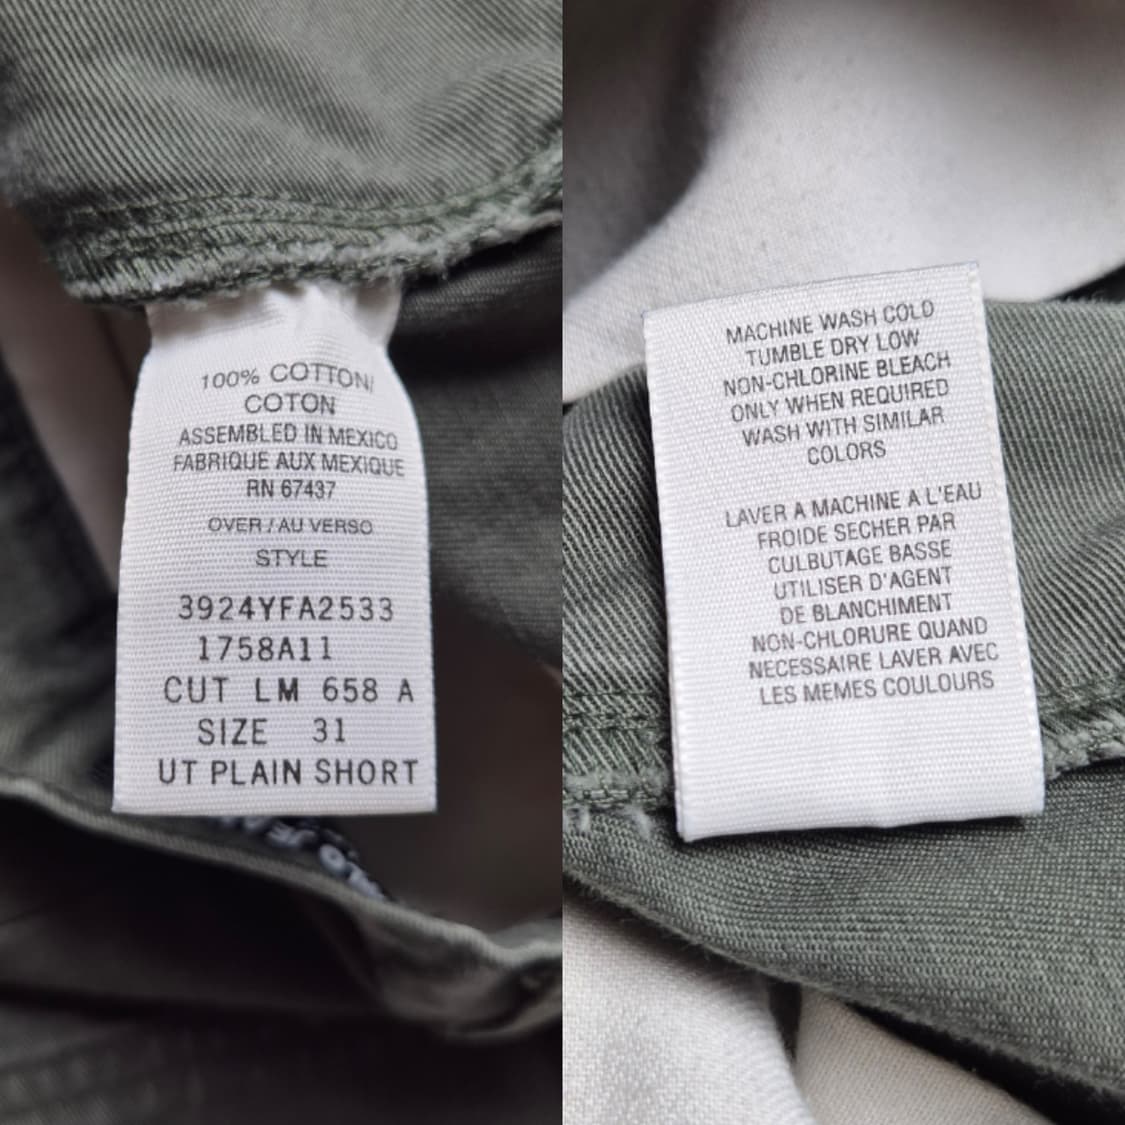 100% COTTON/
COTON
ASSEMBLED IN MEXICO
FABRIQUE AUX MEXIQUE
RN 67437
OVER / AU VERSO
STYLE
3924YFA2533
1758A11
CUT LM 658 A
SIZE 31
UT PLAIN SHORT
MACHINE WASH COLD
TUMBLE DRY LOW
NON-CHLORINE BLEACH
ONLY WHEN REQUIRED
WASH WITH SIMILAR
COLORS
LAVER A MACHINE A L'EAU
FROIDE SECHER PAR
CULBUTAGE BASSE
UTILISER D'AGENT
DE BLANCHIMENT
NON-CHLORURE QUAND
NECESSAIRE LAVER AVEC
LES MEMES COULOURS